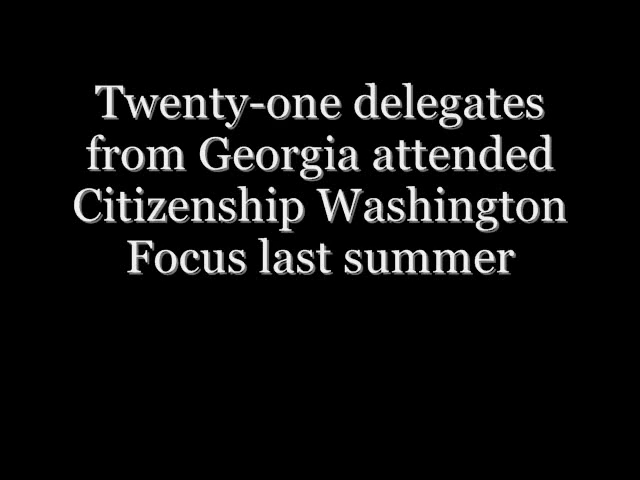 Twenty-one delegates
from Georgia attended
Citizenship Washington
Focus last summer